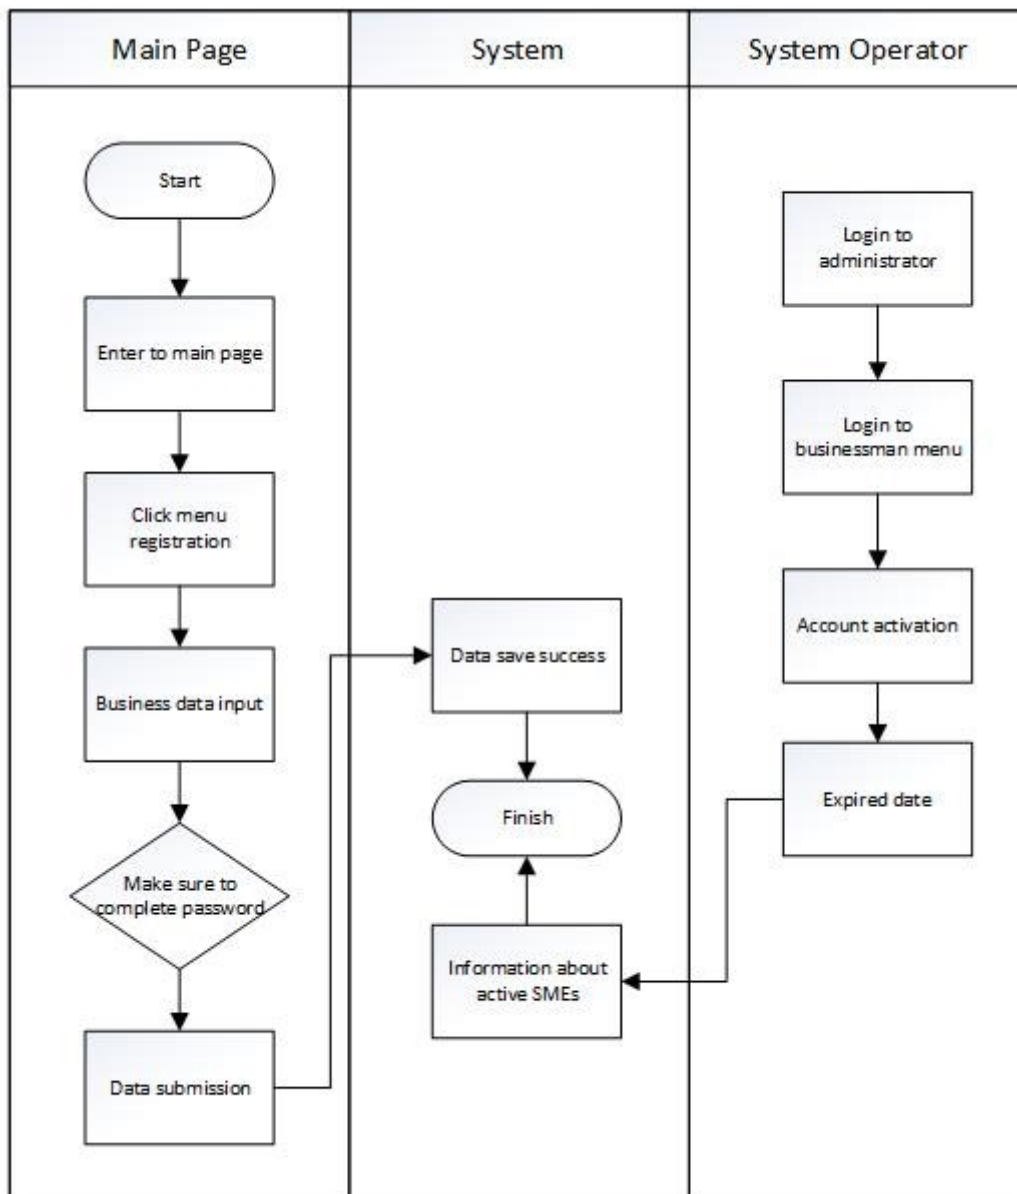 Main Page
System
System Operator
Start
Enter to main page
Click menu
registration
Business data input
Make sure to
complete password
Data submission
Data save success
Finish
Information about
active SMEs
Login to
administrator
Login to
businessman menu
Account activation
Expired date